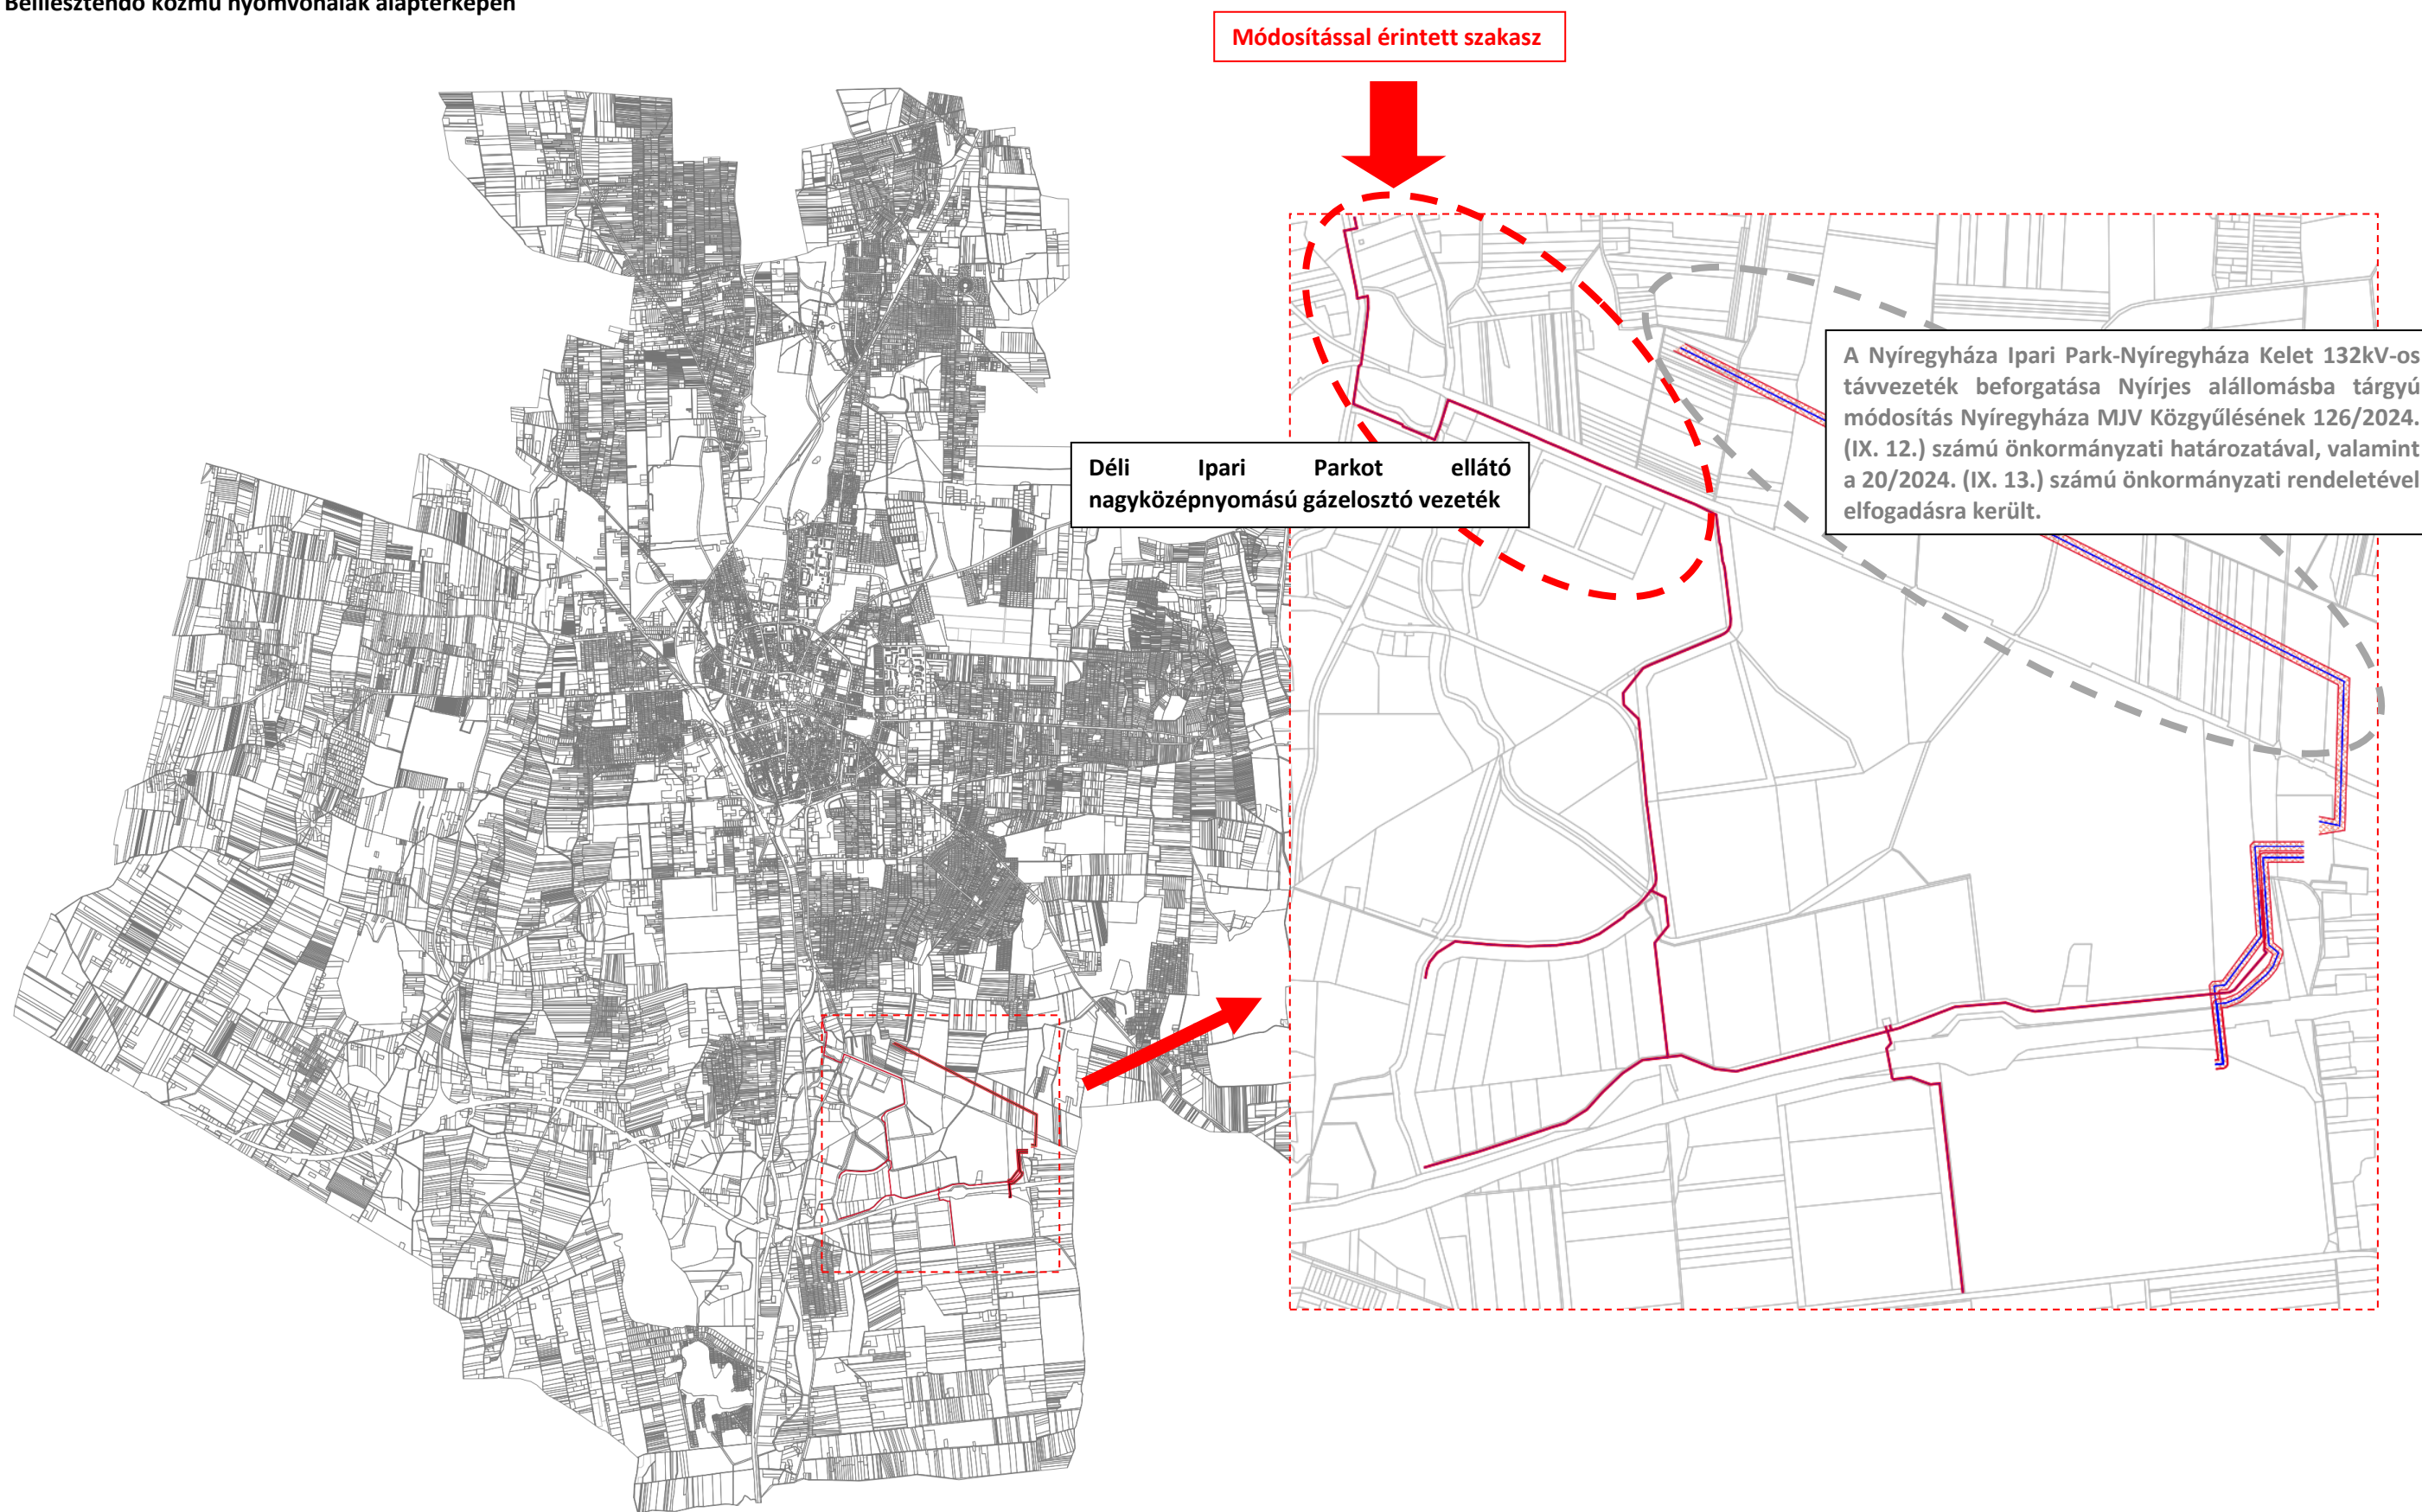 Beillesztendő közmű nyomvonalak alaptérképen
Módosítással érintett szakasz
A Nyíregyháza Ipari Park-Nyíregyháza Kelet 132kV-os
távvezeték beforgatása Nyírjes alállomásba tárgyú
módosítás Nyíregyháza MJV Közgyűlésének 126/2024.
(IX. 12.) számú önkormányzati határozatával, valamint
a 20/2024. (IX. 13.) számú önkormányzati rendeletével
elfogadásra került.
Déli Ipari Parkot ellátó
nagyközépnyomású gázelosztó vezeték